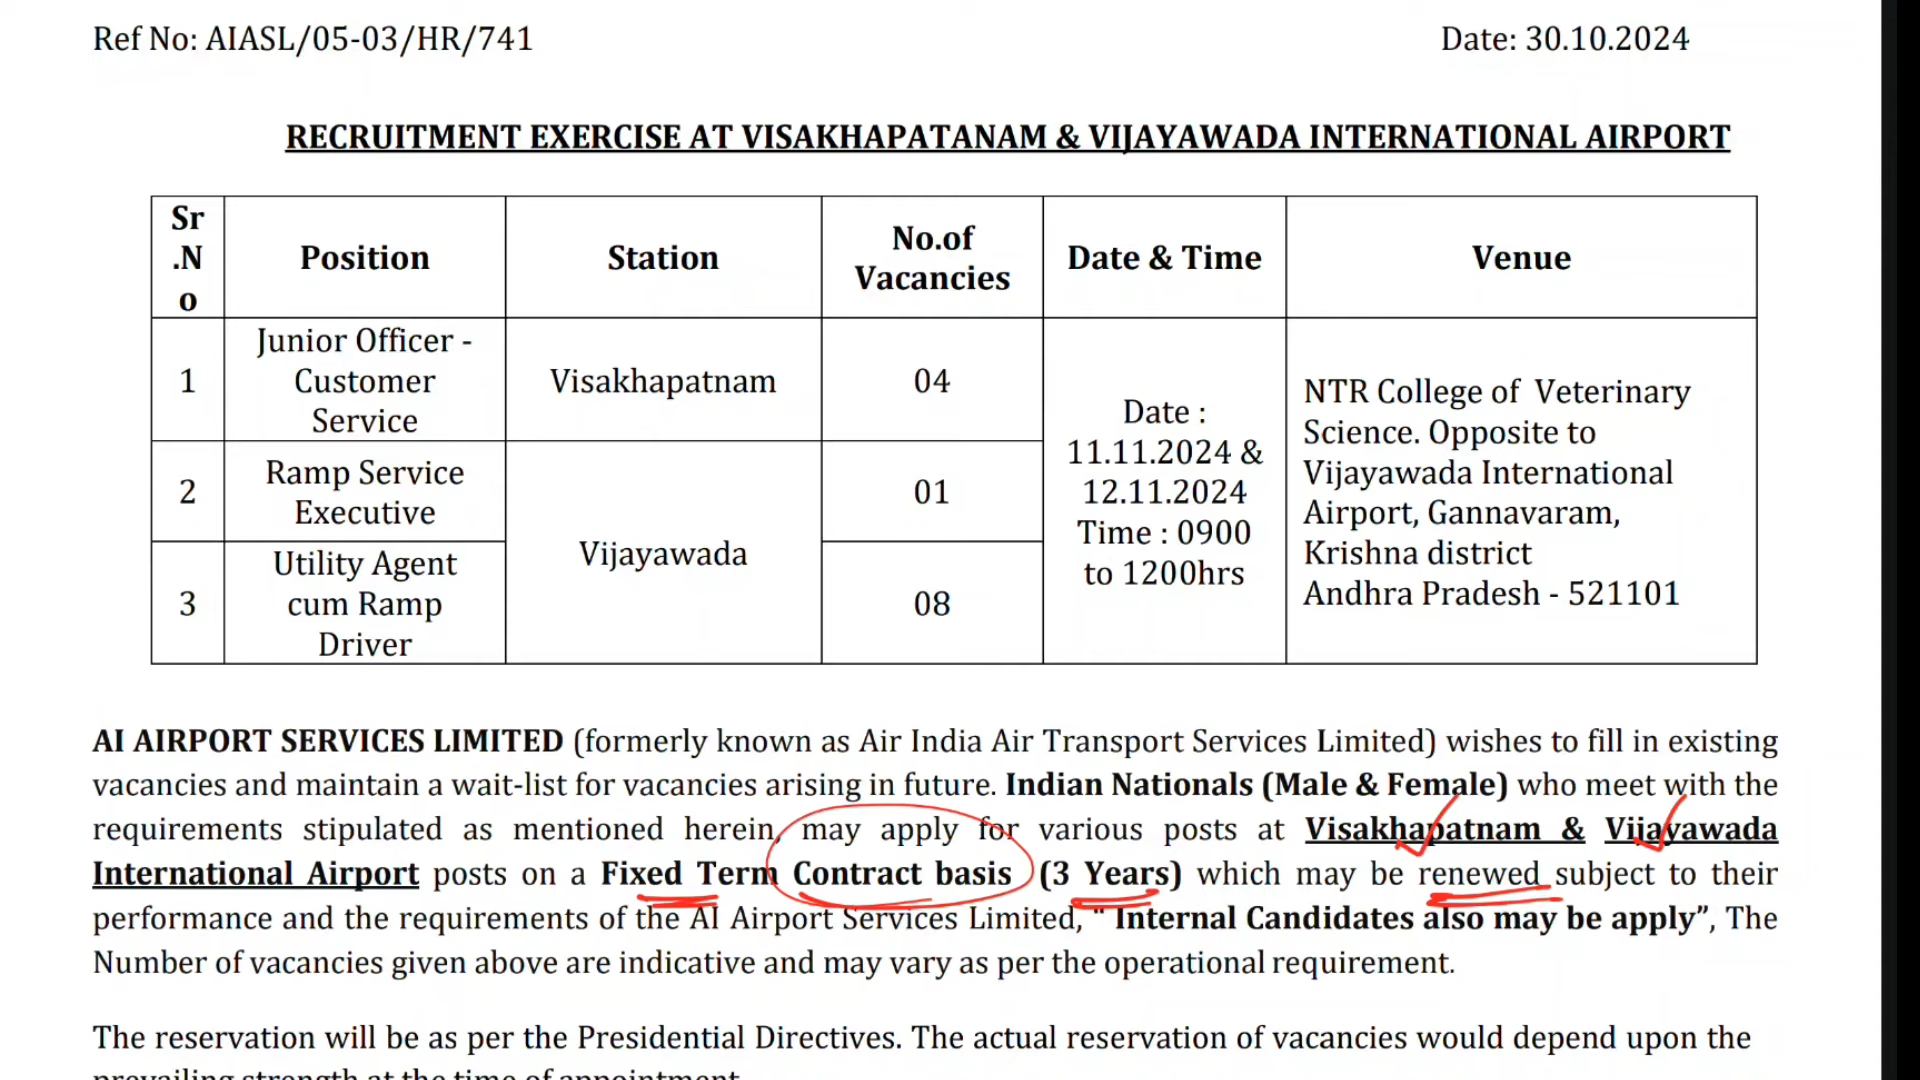 Ref No: AIASL/05-03/HR/741
Date: 30.10.2024
RECRUITMENT EXERCISE AT VISAKHAPATANAM & VIJAYAWADA INTERNATIONAL AIRPORT
Sr
.N
o
Position
Station
No.of
Vacancies
Date & Time
Venue
1
Junior Officer -
Customer
Service
Visakhapatnam
04
Date :
11.11.2024 &
12.11.2024
Time : 0900
to 1200hrs
NTR College of Veterinary
Science. Opposite to
Vijayawada International
Airport, Gannavaram,
Krishna district
Andhra Pradesh - 521101
2
Ramp Service
Executive
Vijayawada
01
3
Utility Agent
cum Ramp
Driver
08
AI AIRPORT SERVICES LIMITED (formerly known as Air India Air Transport Services Limited) wishes to fill in existing
vacancies and maintain a wait-list for vacancies arising in future. Indian Nationals (Male & Female) who meet with the
requirements stipulated as mentioned herein, may apply for various posts at Visakhapatnam & Vijayawada
International Airport posts on a Fixed Term Contract basis (3 Years) which may be renewed subject to their
performance and the requirements of the AI Airport Services Limited, “ Internal Candidates also may be apply”, The
Number of vacancies given above are indicative and may vary as per the operational requirement.
The reservation will be as per the Presidential Directives. The actual reservation of vacancies would depend upon the
prevailing strength at the time of appointment.